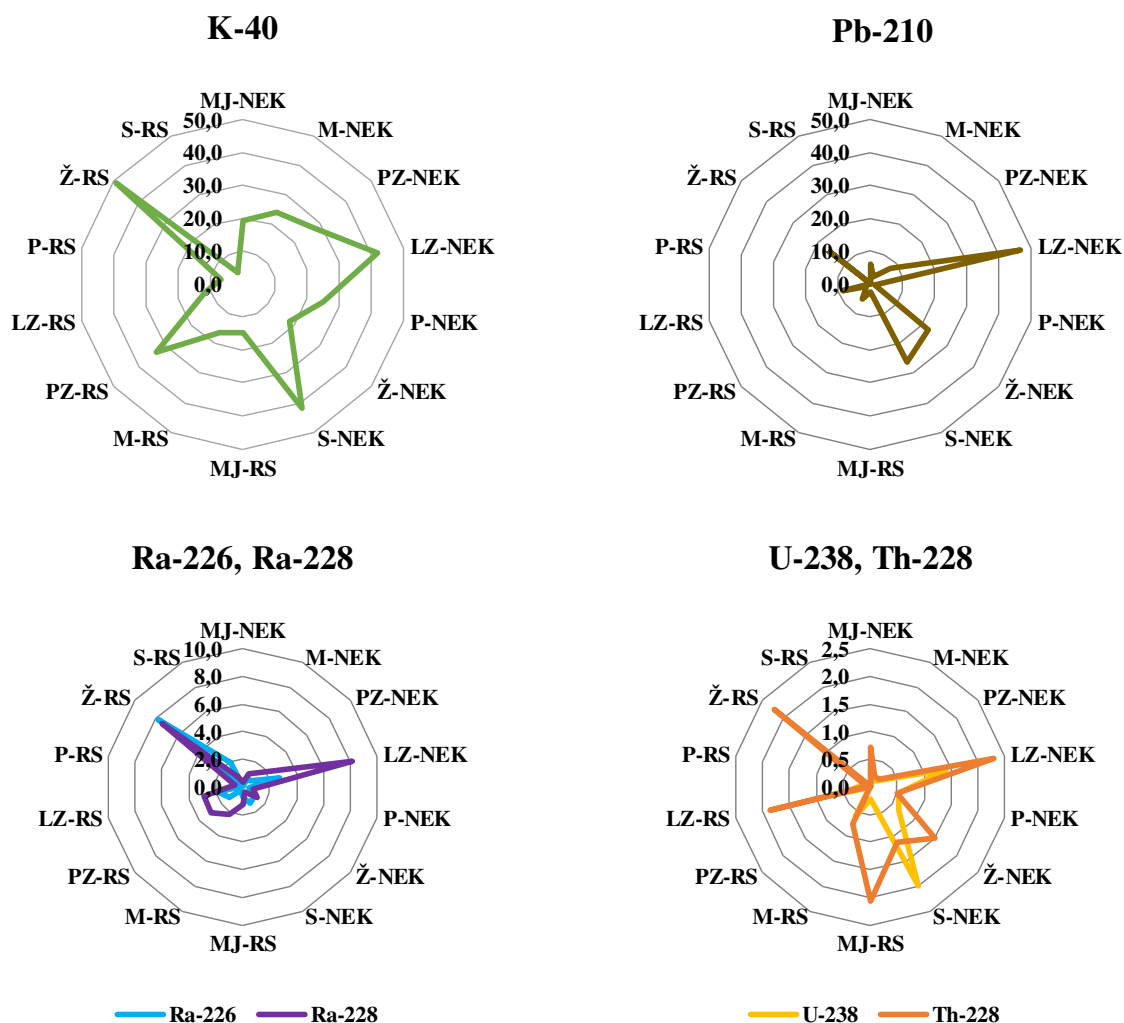 K-40
MJ-NEK
M-NEK
PZ-NEK
LZ-NEK
P-NEK
Ž-NEK
S-NEK
MJ-RS
M-RS
PZ-RS
LZ-RS
P-RS
Ž-RS
S-RS
50,0
40,0
30,0
20,0
10,0
0,0
Pb-210
MJ-NEK
M-NEK
PZ-NEK
LZ-NEK
P-NEK
Ž-NEK
S-NEK
MJ-RS
M-RS
PZ-RS
LZ-RS
P-RS
Ž-RS
S-RS
50,0
40,0
30,0
20,0
10,0
0,0
Ra-226, Ra-228
MJ-NEK
M-NEK
PZ-NEK
LZ-NEK
P-NEK
Ž-NEK
S-NEK
MJ-RS
M-RS
PZ-RS
LZ-RS
P-RS
Ž-RS
S-RS
10,0
8,0
6,0
4,0
2,0
0,0
Ra-226 Ra-228
U-238, Th-228
MJ-NEK
M-NEK
PZ-NEK
LZ-NEK
P-NEK
Ž-NEK
S-NEK
MJ-RS
M-RS
PZ-RS
LZ-RS
P-RS
Ž-RS
S-RS
2,5
2,0
1,5
1,0
0,5
0,0
U-238 Th-228